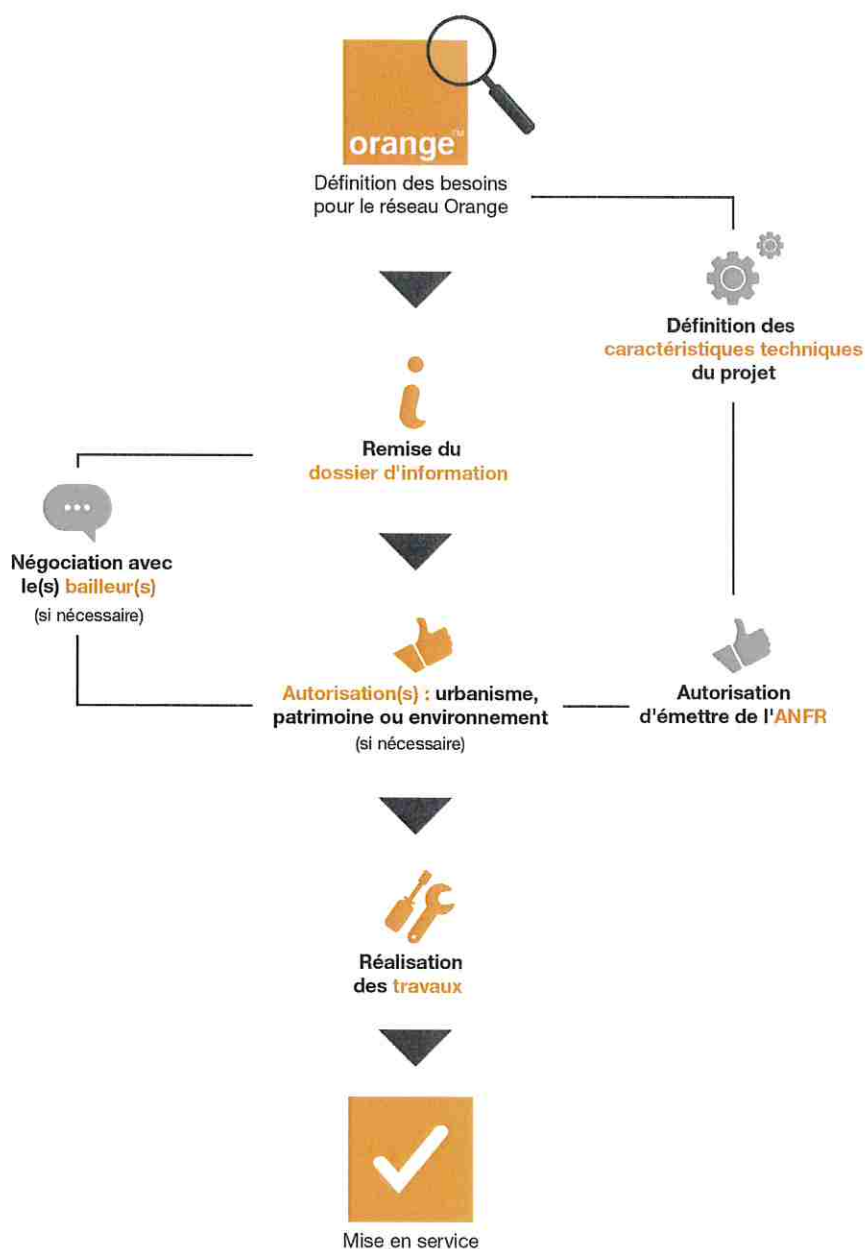 orange™
Définition des besoins
pour le réseau Orange
Définition des
caractéristiques techniques
du projet
Remise du
dossier d'information
Négociation avec
le(s) bailleur(s)
(si nécessaire)
Autorisation(s) : urbanisme,
patrimoine ou environnement
(si nécessaire)
Autorisation
d'émettre de l'ANFR
Réalisation
des travaux
Mise en service